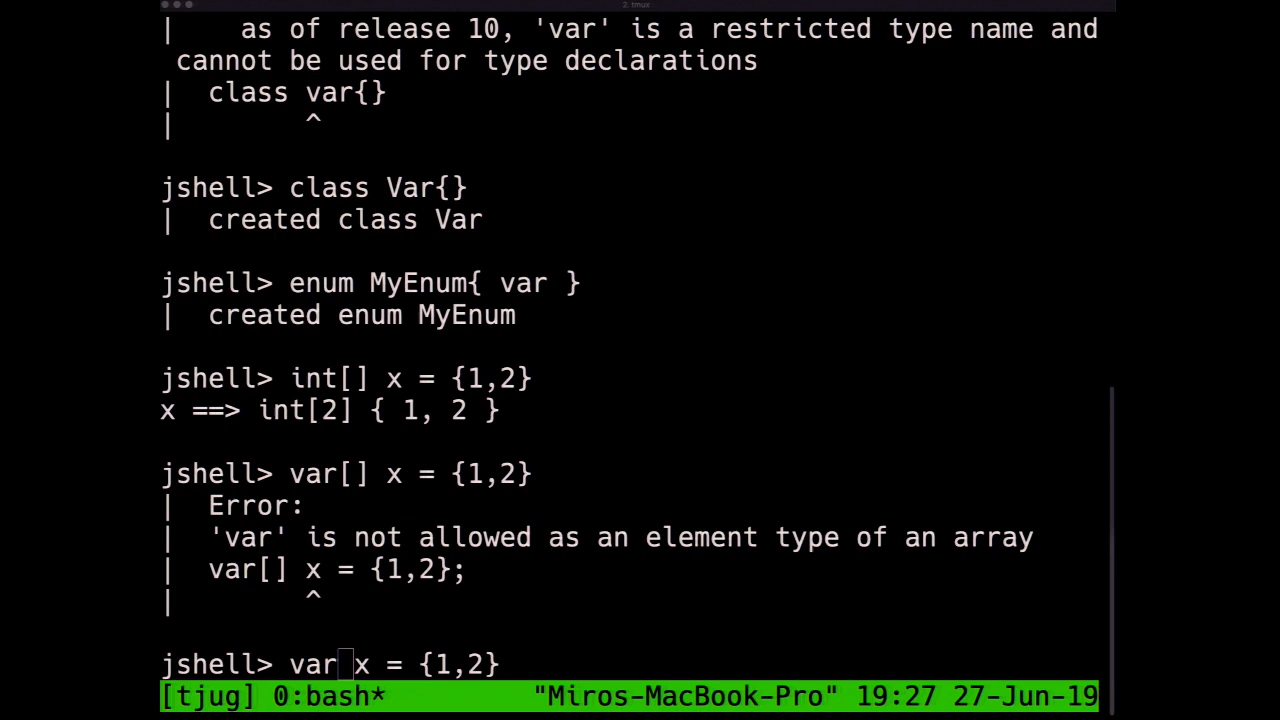 2. tmux
|    as of release 10, 'var' is a restricted type name and
 cannot be used for type declarations
|  class var{}
|        ^
jshell> class Var{}
|  created class Var
jshell> enum MyEnum{ var }
|  created enum MyEnum
jshell> int[] x = {1,2}
x ==> int[2] { 1, 2 }
jshell> var[] x = {1,2}
|  Error:
|  'var' is not allowed as an element type of an array
|  var[] x = {1,2};
|        ^
jshell> var x = {1,2}
[tjug] 0:bash*         "Miros-MacBook-Pro" 19:27 27-Jun-19